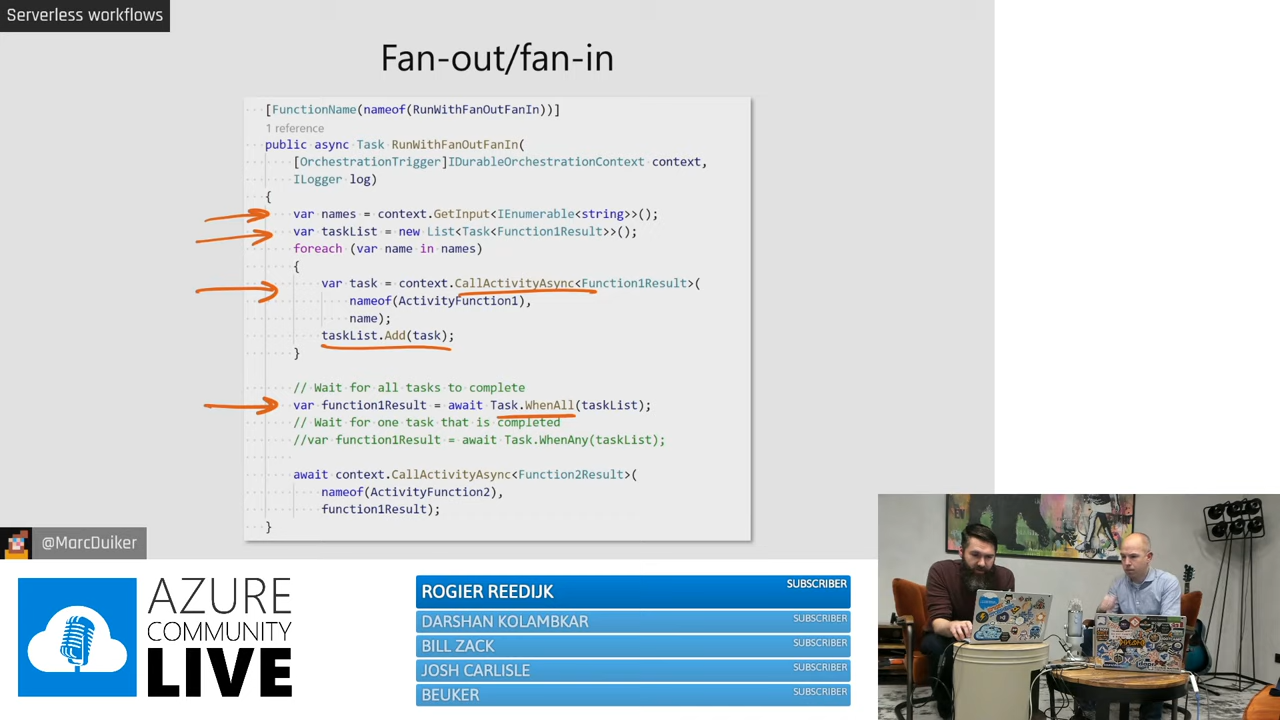 Serverless workflows
Fan-out/fan-in
[FunctionName(nameof(RunWithFanOutFanIn))]
1 reference
public async Task RunWithFanOutFanIn(
[OrchestrationTrigger]IDurableOrchestrationContext context,
ILogger log)
{
var names = context.GetInput<IEnumerable<string>>();
var taskList = new List<Task<Function1Result>>();
foreach (var name in names)
{
var task = context.CallActivityAsync<Function1Result>(
nameof(ActivityFunction1),
name);
taskList.Add(task);
}
// Wait for all tasks to complete
var function1Result = await Task.WhenAll(taskList);
// Wait for one task that is completed
//var function1Result = await Task.WhenAny(taskList);
await context.CallActivityAsync<Function2Result>(
nameof(ActivityFunction2),
function1Result);
}
@MarcDuiker
AZURE
COMMUNITY
LIVE
ROGIER REEDIJK SUBSCRIBER
DARSHAN KOLAMBKAR SUBSCRIBER
BILL ZACK SUBSCRIBER
JOSH CARLISLE SUBSCRIBER
BEUKER SUBSCRIBER